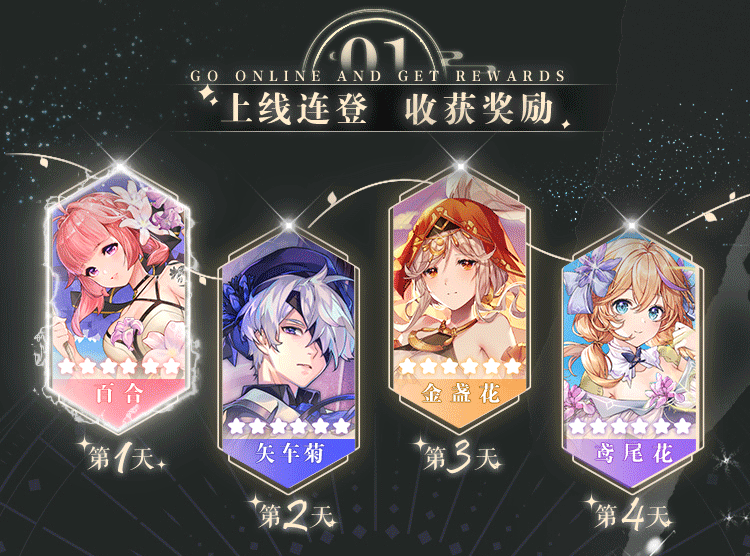 01
GO ONLINE AND GET REWARDS
上线连登 收获奖励
百合
第1天
矢车菊
第2天
金盏花
第3天
鸢尾花
第4天